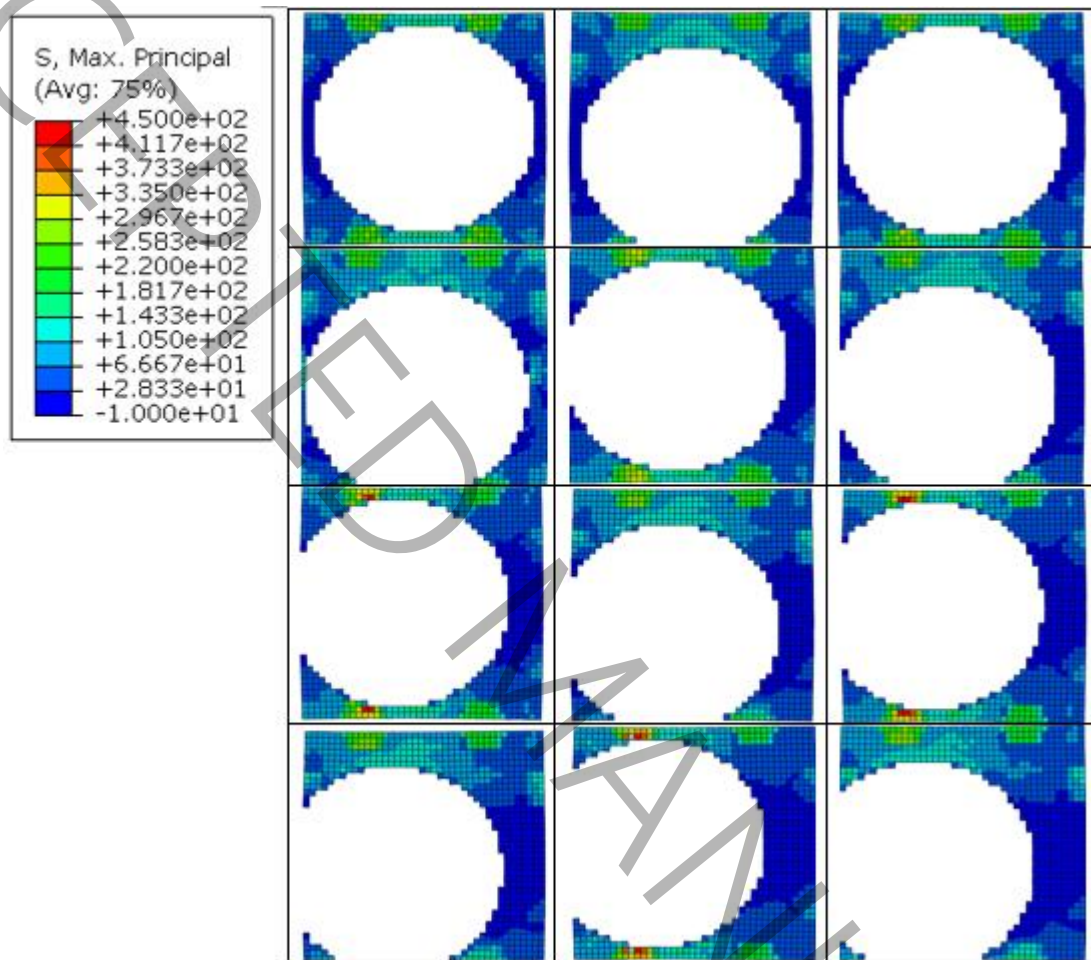 S, Max. Principal
(Avg: 75%)
+4.500e+02
+4.117e+02
+3.733e+02
+3.350e+02
+2.967e+02
+2.583e+02
+2.200e+02
+1.817e+02
+1.433e+02
+1.050e+02
+6.667e+01
+2.833e+01
-1.000e+01
CEPTED MANU